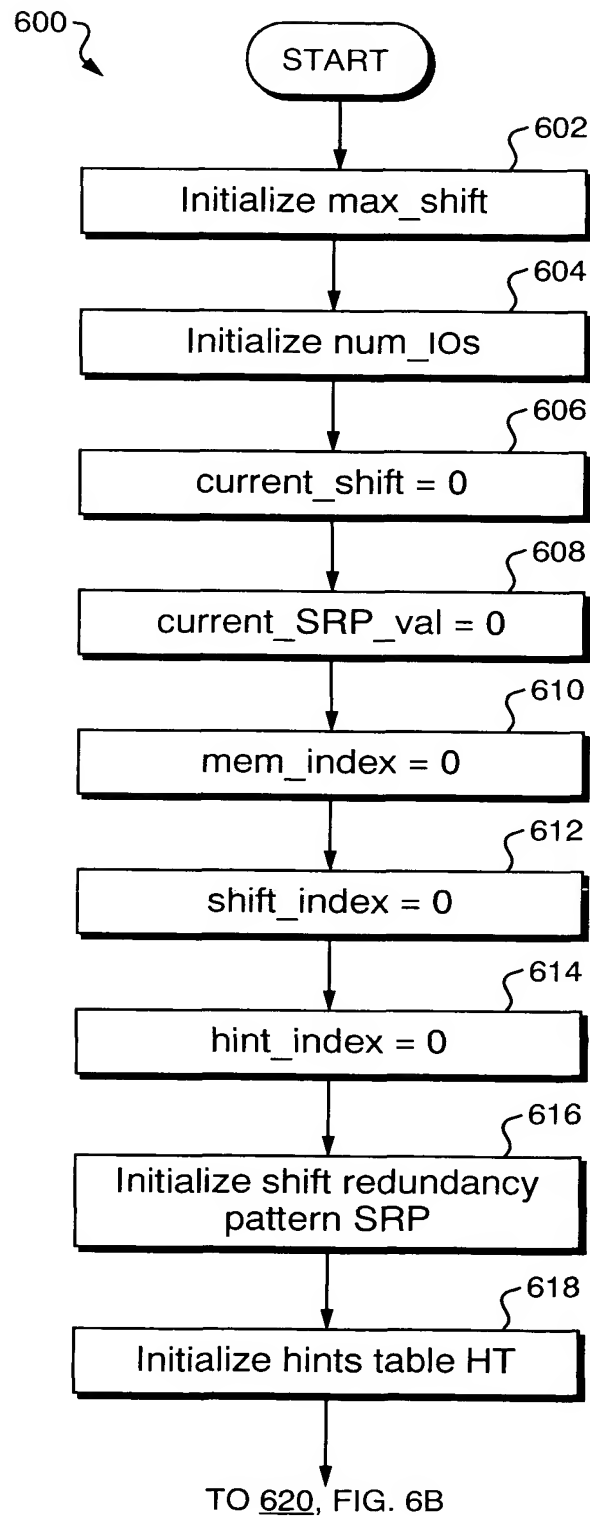 600
START
602
Initialize max_shift
604
Initialize num_IOs
606
current_shift = 0
608
current_SRP_val = 0
610
mem_index = 0
612
shift_index = 0
614
hint_index = 0
616
Initialize shift redundancy
pattern SRP
618
Initialize hints table HT
TO 620, FIG. 6B